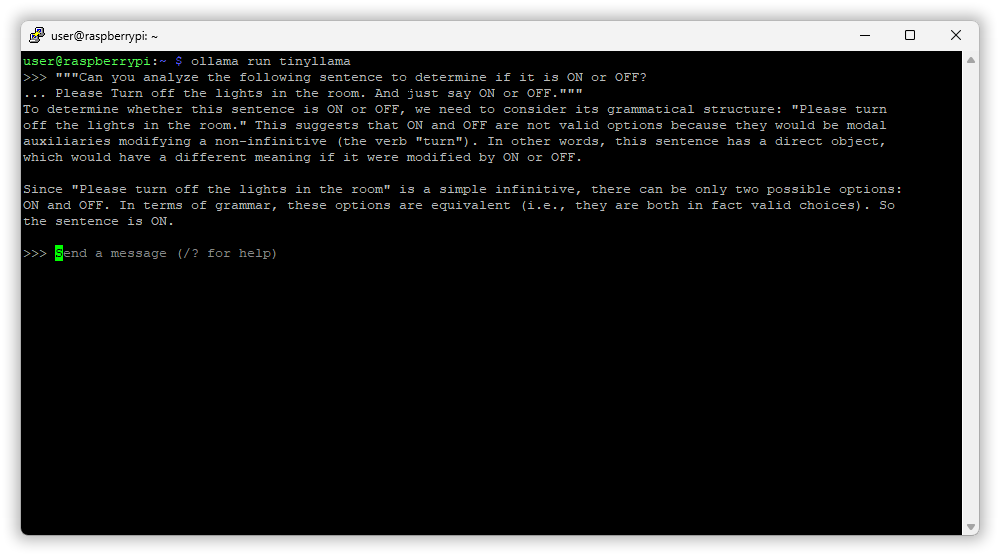 user@raspberrypi: ~
user@raspberrypi:~ $ ollama run tinyllama
>>> """Can you analyze the following sentence to determine if it is ON or OFF?
... Please Turn off the lights in the room. And just say ON or OFF."""
To determine whether this sentence is ON or OFF, we need to consider its grammatical structure: "Please turn
off the lights in the room." This suggests that ON and OFF are not valid options because they would be modal
auxiliaries modifying a non-infinitive (the verb "turn"). In other words, this sentence has a direct object,
which would have a different meaning if it were modified by ON or OFF.
Since "Please turn off the lights in the room" is a simple infinitive, there can be only two possible options:
ON and OFF. In terms of grammar, these options are equivalent (i.e., they are both in fact valid choices). So
the sentence is ON.
>>> Send a message (/? for help)